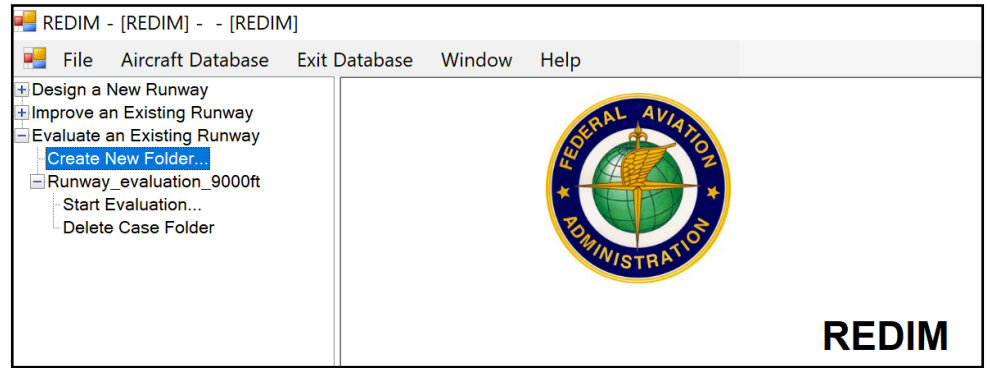 REDIM - [REDIM] - - [REDIM]
File Aircraft Database Exit Database Window Help
Design a New Runway
Improve an Existing Runway
Evaluate an Existing Runway
Create New Folder...
Runway_evaluation_9000ft
Start Evaluation...
Delete Case Folder
FEDERAL AVIATION
ADMINISTRATION
REDIM